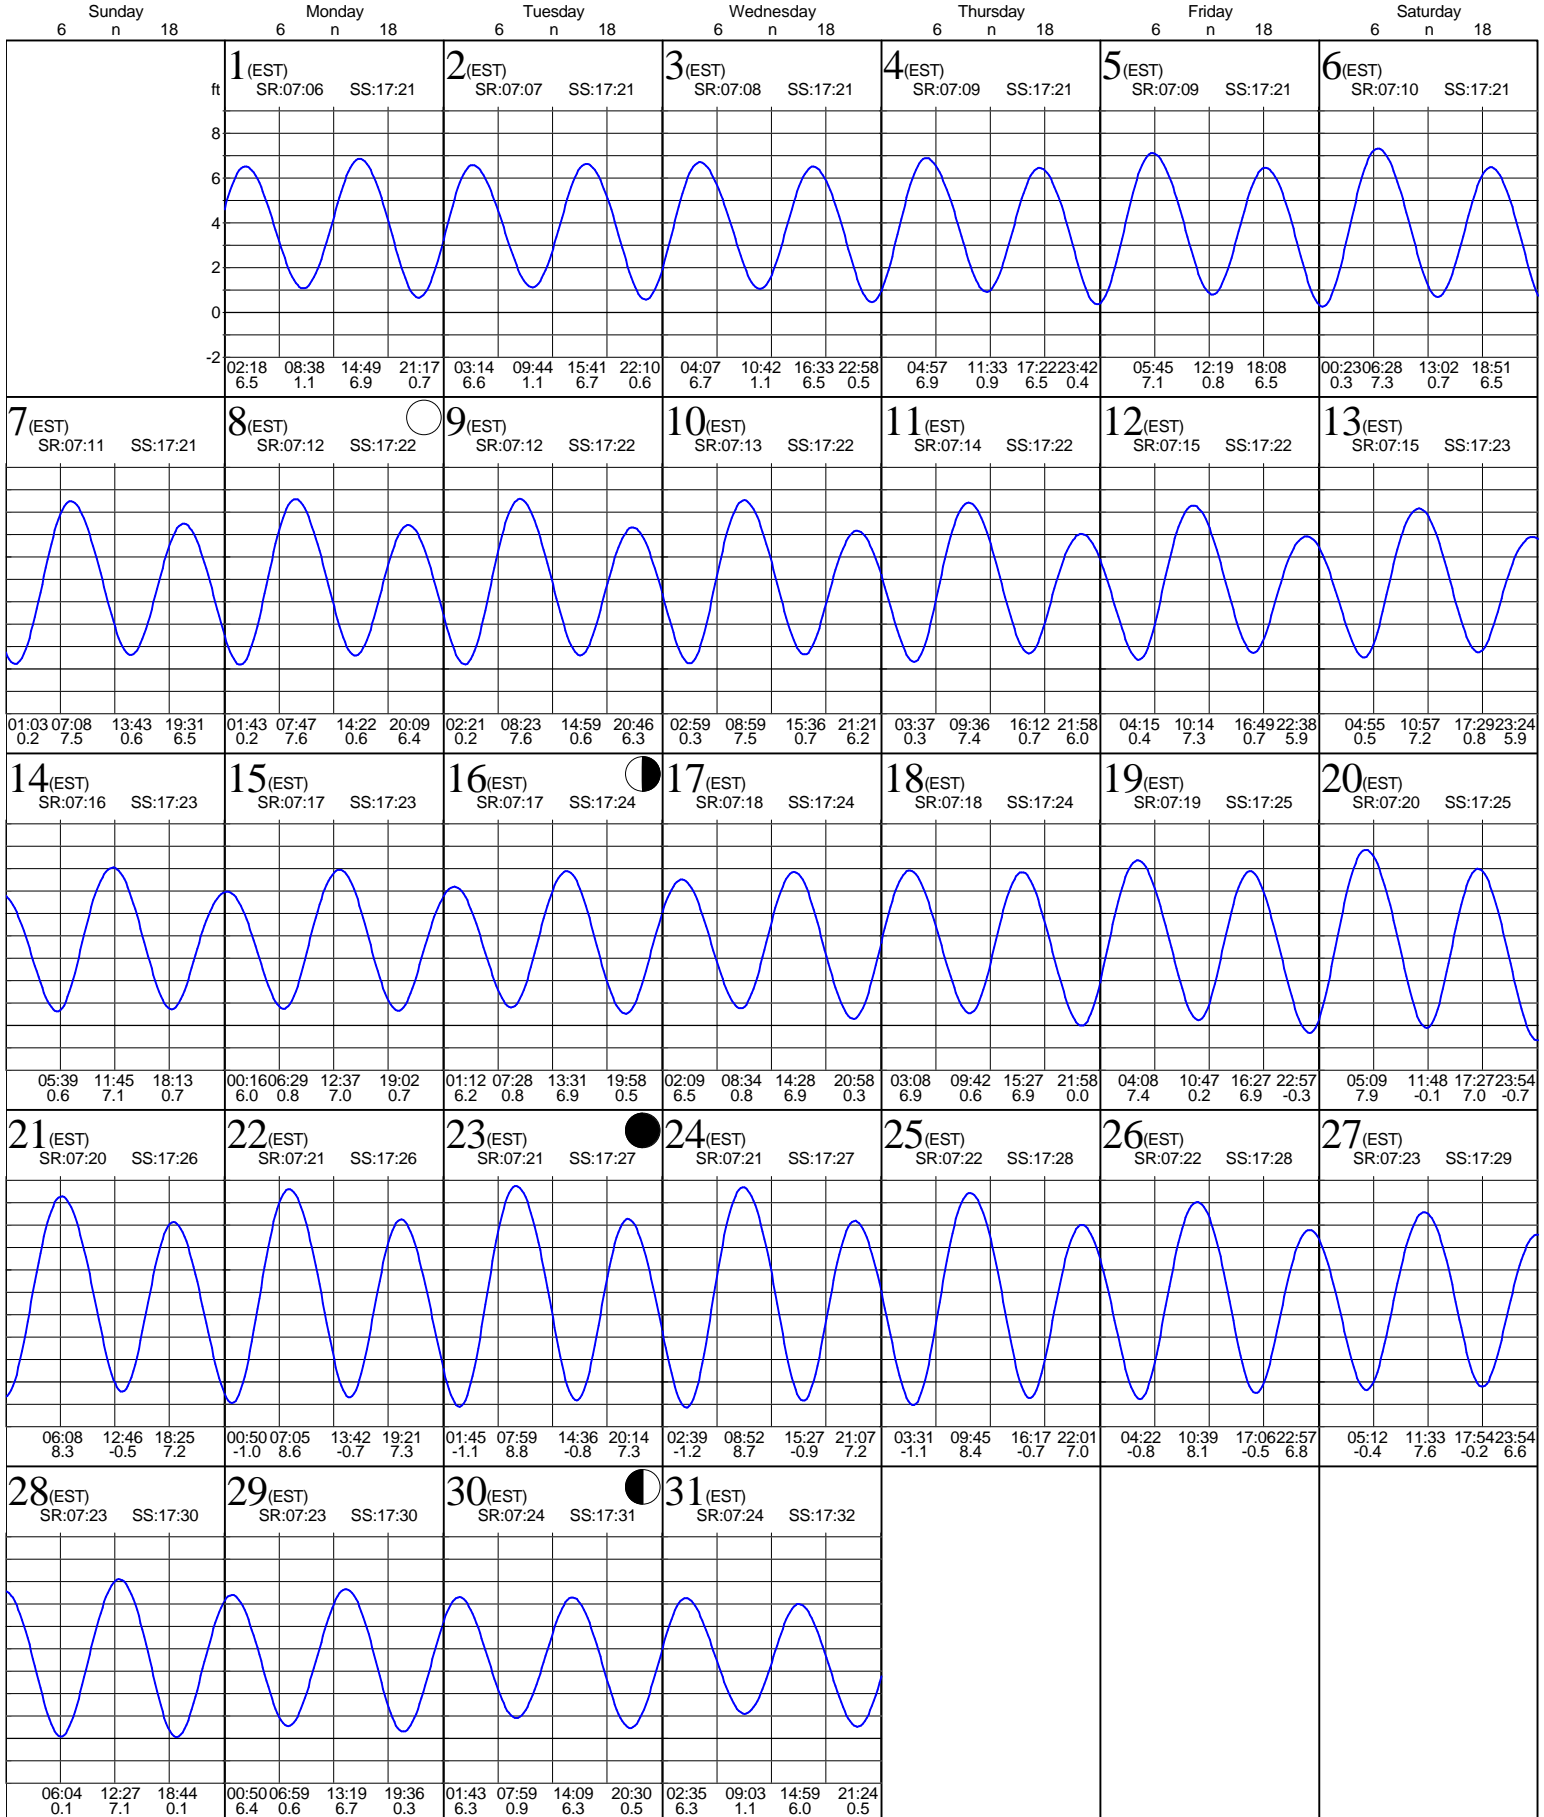 Sunday Monday Tuesday Wednesday Thursday Friday Saturday
6 n 18 6 n 18 6 n 18 6 n 18 6 n 18 6 n 18 6 n 18
1(EST) 2(EST) 3(EST) 4(EST) 5(EST) 6(EST)
ft SR:07:06 SS:17:21 SR:07:07 SS:17:21 SR:07:08 SS:17:21 SR:07:09 SS:17:21 SR:07:09 SS:17:21 SR:07:10 SS:17:21
8
6
4
2
0
-2
02:18 08:38 14:49 21:17 03:14 09:44 15:41 22:10 04:07 10:42 16:33 22:58 04:57 11:33 17:22 23:42 05:45 12:19 18:08 00:23 06:28 13:02 18:51
6.5 1.1 6.9 0.7 6.6 1.1 6.7 0.6 6.7 1.1 6.5 0.5 6.9 0.9 6.5 0.4 7.1 0.8 6.5 0.3 7.3 0.7 6.5
7(EST) 8(EST) 9(EST) 10(EST) 11(EST) 12(EST) 13(EST)
SR:07:11 SS:17:21 SR:07:12 SS:17:22 SR:07:12 SS:17:22 SR:07:13 SS:17:22 SR:07:14 SS:17:22 SR:07:15 SS:17:22 SR:07:15 SS:17:23
01:03 07:08 13:43 19:31 01:43 07:47 14:22 20:09 02:21 08:23 14:59 20:46 02:59 08:59 15:36 21:21 03:37 09:36 16:12 21:58 04:15 10:14 16:49 22:38 04:55 10:57 17:29 23:24
0.2 7.5 0.6 6.5 0.2 7.6 0.6 6.4 0.2 7.6 0.6 6.3 0.3 7.5 0.7 6.2 0.3 7.4 0.7 6.0 0.4 7.3 0.7 5.9 0.5 7.2 0.8 5.9
14(EST) 15(EST) 16(EST) 17(EST) 18(EST) 19(EST) 20(EST)
SR:07:16 SS:17:23 SR:07:17 SS:17:23 SR:07:17 SS:17:24 SR:07:18 SS:17:24 SR:07:18 SS:17:24 SR:07:19 SS:17:25 SR:07:20 SS:17:25
05:39 11:45 18:13 00:16 06:29 12:37 19:02 01:12 07:28 13:31 19:58 02:09 08:34 14:28 20:58 03:08 09:42 15:27 21:58 04:08 10:47 16:27 22:57 05:09 11:48 17:27 23:54
0.6 7.1 0.7 6.0 0.8 7.0 0.7 6.2 0.8 6.9 0.5 6.5 0.8 6.9 0.3 6.9 0.6 6.9 0.0 7.4 0.2 6.9 -0.3 7.9 -0.1 7.0 -0.7
21(EST) 22(EST) 23(EST) 24(EST) 25(EST) 26(EST) 27(EST)
SR:07:20 SS:17:26 SR:07:21 SS:17:26 SR:07:21 SS:17:27 SR:07:21 SS:17:27 SR:07:22 SS:17:28 SR:07:22 SS:17:28 SR:07:23 SS:17:29
06:08 12:46 18:25 00:50 07:05 13:42 19:21 01:45 07:59 14:36 20:14 02:39 08:52 15:27 21:07 03:31 09:45 16:17 22:01 04:22 10:39 17:06 22:57 05:12 11:33 17:54 23:54
8.3 -0.5 7.2 -1.0 8.6 -0.7 7.3 -1.1 8.8 -0.8 7.3 -1.2 8.7 -0.9 7.2 -1.1 8.4 -0.7 7.0 -0.8 8.1 -0.5 6.8 -0.4 7.6 -0.2 6.6
28(EST) 29(EST) 30(EST) 31(EST)
SR:07:23 SS:17:30 SR:07:23 SS:17:30 SR:07:24 SS:17:31 SR:07:24 SS:17:32
06:04 12:27 18:44 00:50 06:59 13:19 19:36 01:43 07:59 14:09 20:30 02:35 09:03 14:59 21:24
0.1 7.1 0.1 6.4 0.6 6.7 0.3 6.3 0.9 6.3 0.5 6.3 1.1 6.0 0.5